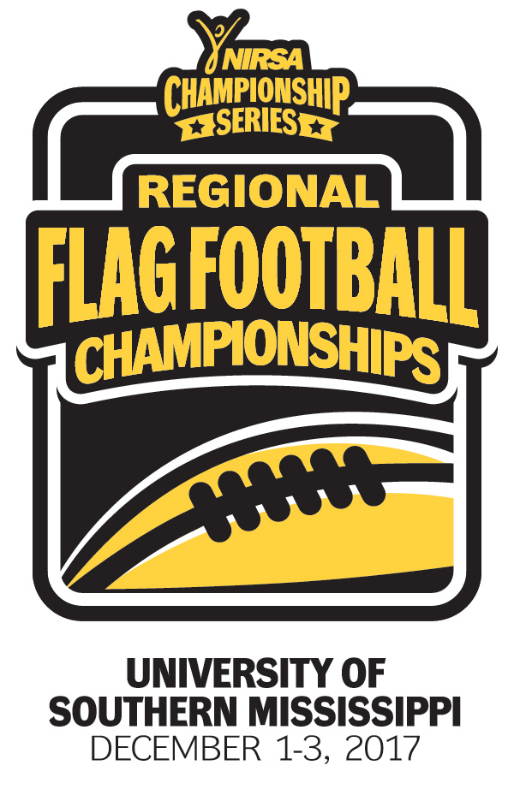 NIRSA
CHAMPIONSHIP
SERIES
REGIONAL
FLAG FOOTBALL
CHAMPIONSHIPS
UNIVERSITY OF
SOUTHERN MISSISSIPPI
DECEMBER 1-3, 2017